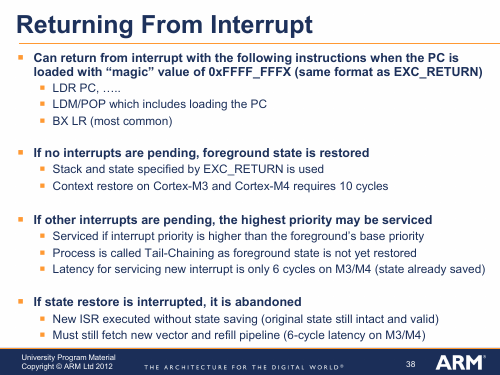 Returning From Interrupt
Can return from interrupt with the following instructions when the PC is
loaded with “magic” value of 0xFFFF_FFFX (same format as EXC_RETURN)
LDR PC, …..
LDM/POP which includes loading the PC
BX LR (most common)
If no interrupts are pending, foreground state is restored
Stack and state specified by EXC_RETURN is used
Context restore on Cortex-M3 and Cortex-M4 requires 10 cycles
If other interrupts are pending, the highest priority may be serviced
Serviced if interrupt priority is higher than the foreground’s base priority
Process is called Tail-Chaining as foreground state is not yet restored
Latency for servicing new interrupt is only 6 cycles on M3/M4 (state already saved)
If state restore is interrupted, it is abandoned
New ISR executed without state saving (original state still intact and valid)
Must still fetch new vector and refill pipeline (6-cycle latency on M3/M4)
University Program Material
Copyright © ARM Ltd 2012
THE ARCHITECTURE FOR THE DIGITAL WORLD®
38
ARM